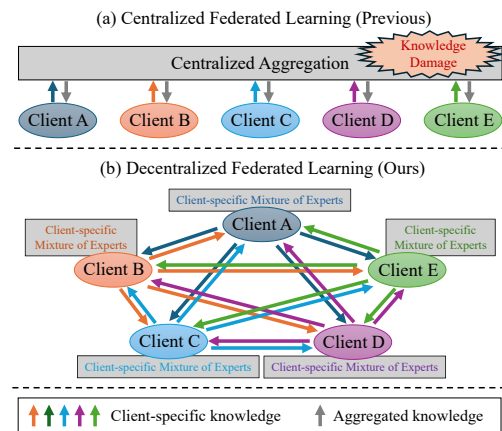 (a) Centralized Federated Learning (Previous)
Centralized Aggregation
Knowledge
Damage
Client A
Client B
Client C
Client D
Client E
(b) Decentralized Federated Learning (Ours)
Client-specific Mixture of Experts
Client A
Client-specific
Mixture of Experts
Client B
Client-specific
Mixture of Experts
Client E
Client C
Client-specific Mixture of Experts
Client D
Client-specific Mixture of Experts
Client-specific knowledge
Aggregated knowledge